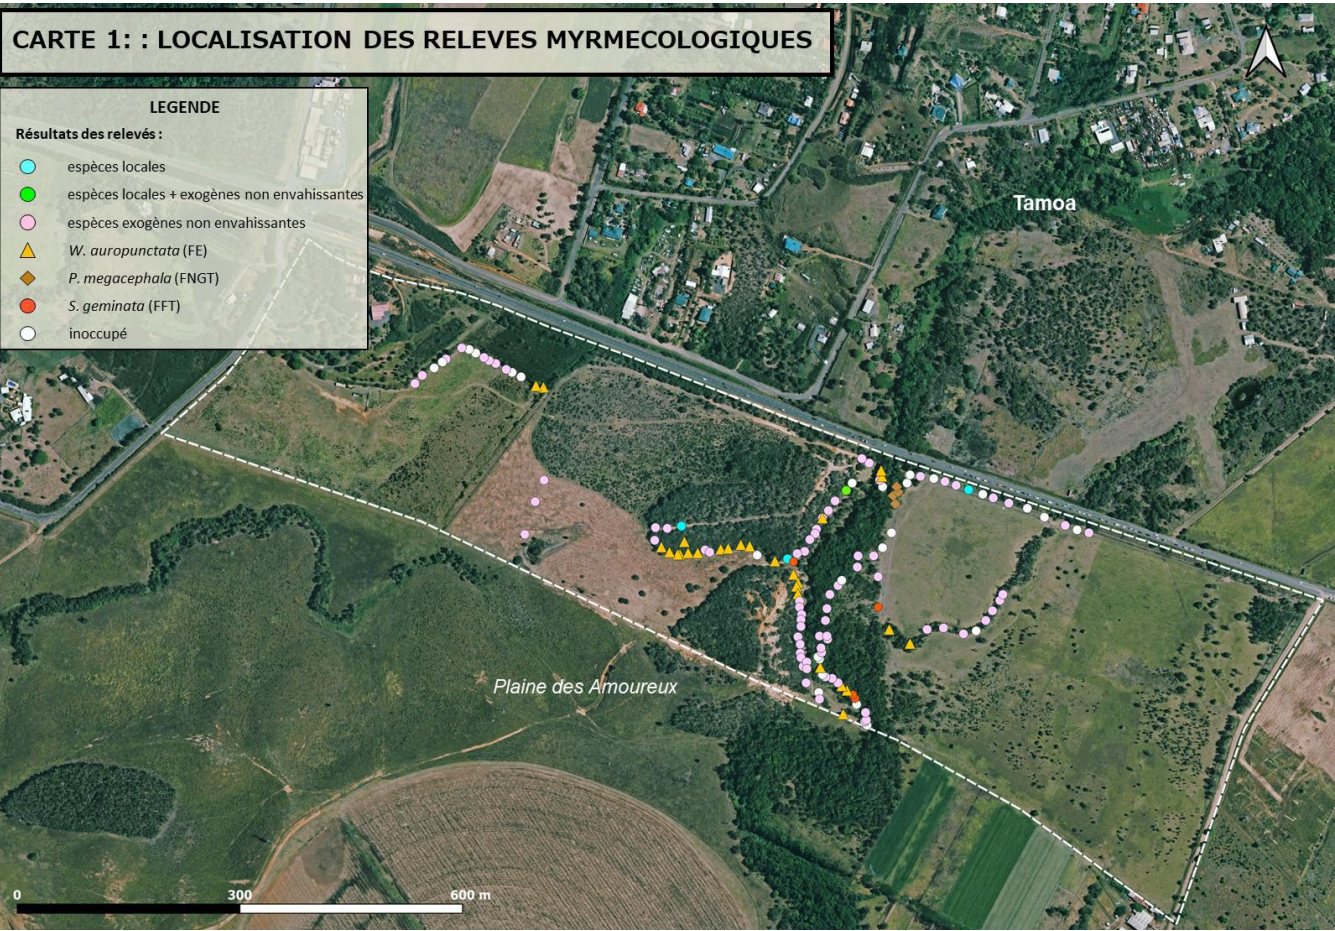 CARTE 1: : LOCALISATION DES RELEVES MYRMECOLOGIQUES
LEGENDE
Résultats des relevés :
espèces locales
espèces locales + exogènes non envahissantes
espèces exogènes non envahissantes
W. auropunctata (FE)
P. megacephala (FNGT)
S. geminata (FFT)
inoccupé
Tamoa
Plaine des Amoureux
0 300 600 m